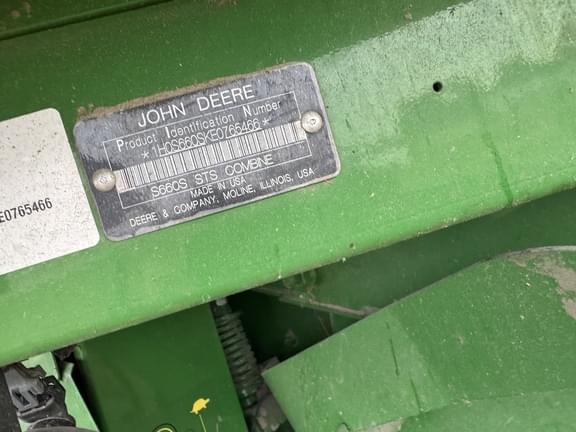 JOHN DEERE
Product Identification Number
*1H0S660SKE0765466*
S660S STS COMBINE
MADE IN USA
DEERE & COMPANY, MOLINE, ILLINOIS, USA
E0765466